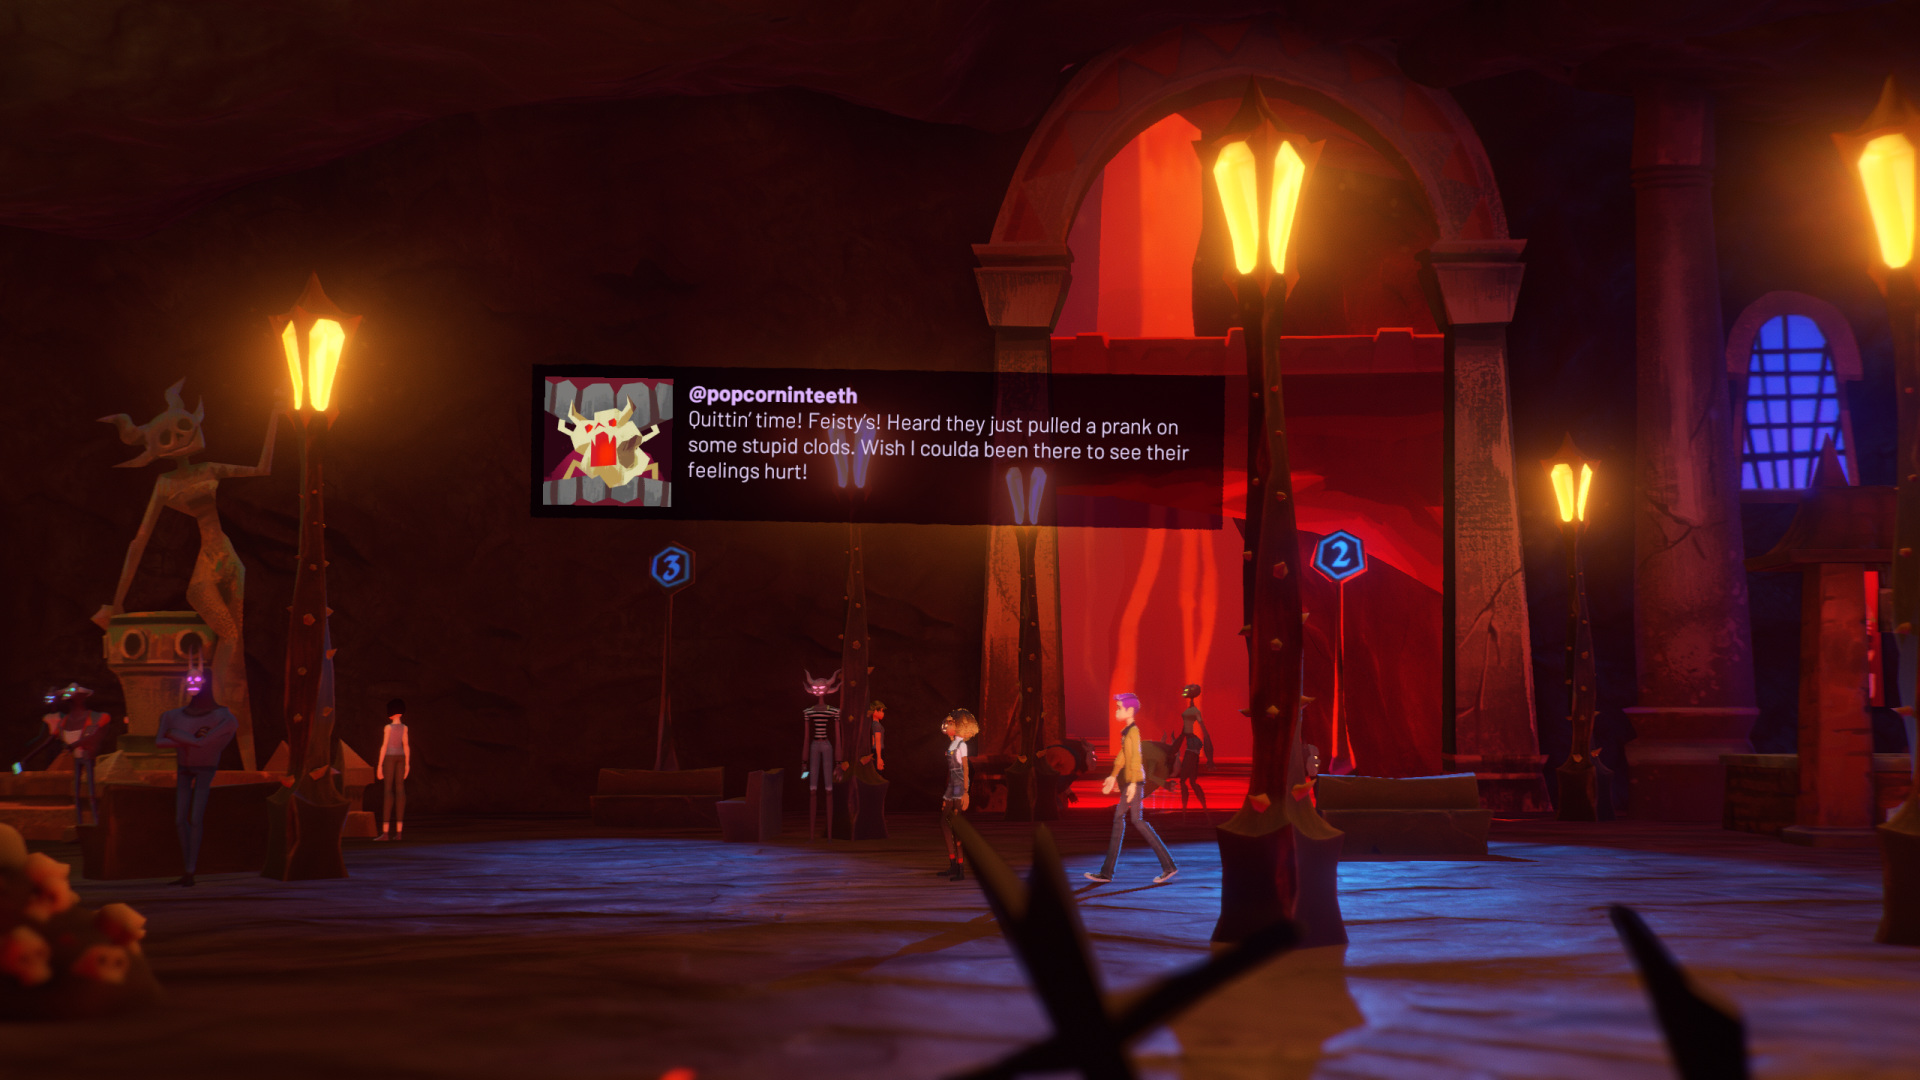 @popcorninteeth
Quittin' time! Feisty's! Heard they just pulled a prank on
some stupid clods. Wish I coulda been there to see their
feelings hurt!
3
2